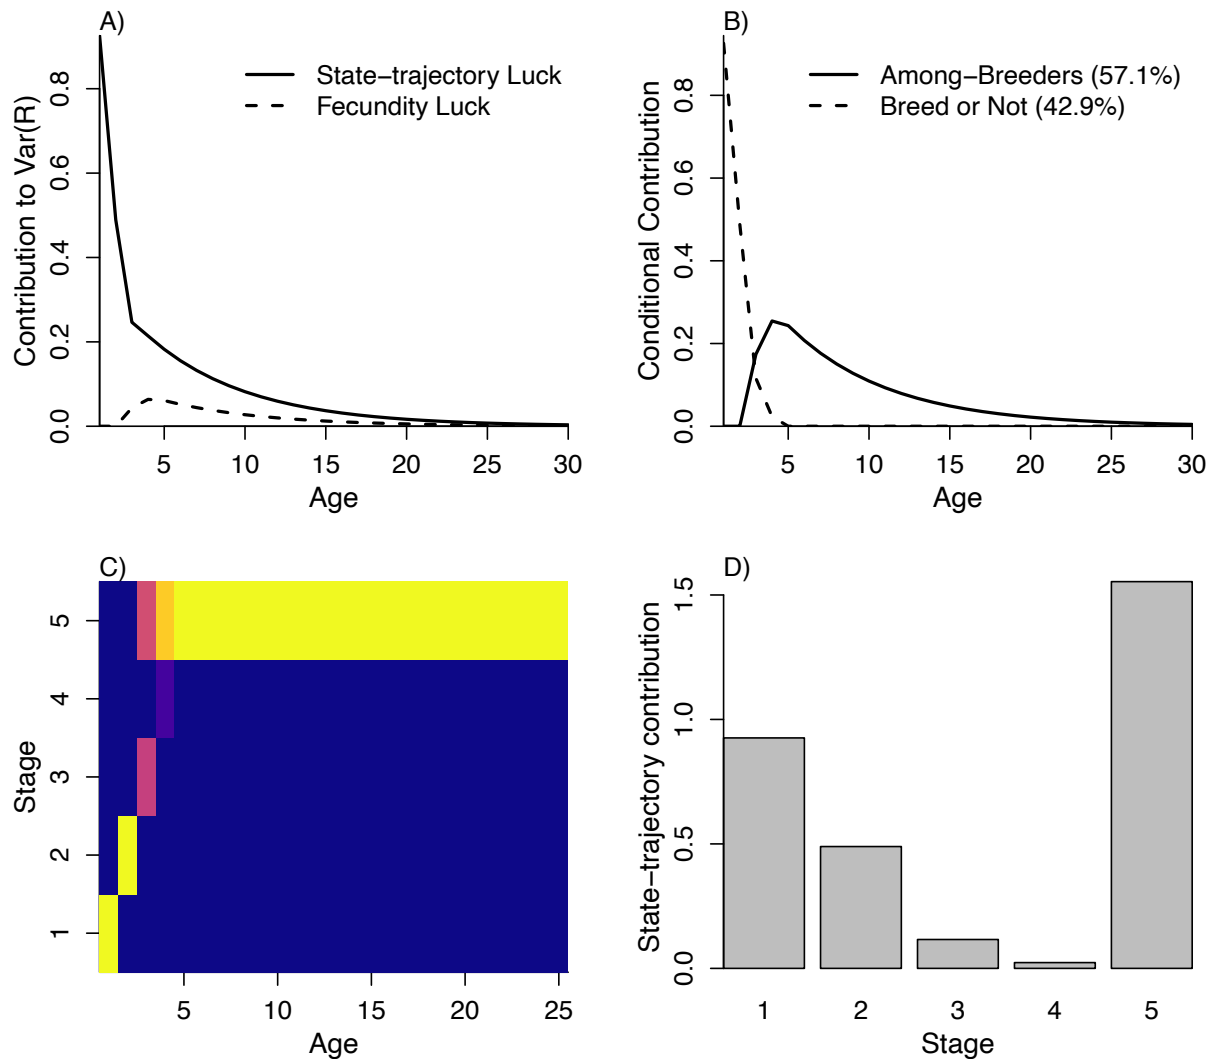 A)
State−trajectory Luck
Fecundity Luck
Contribution to Var(R)
0.0 0.2 0.4 0.6 0.8
5 10 15 20 25 30
Age
B)
Among−Breeders (57.1%)
Breed or Not (42.9%)
Conditional Contribution
0.0 0.2 0.4 0.6 0.8
5 10 15 20 25 30
Age
C)
Stage
1 2 3 4 5
5 10 15 20 25
Age
D)
State−trajectory contribution
0.0 0.5 1.0 1.5
1 2 3 4 5
Stage